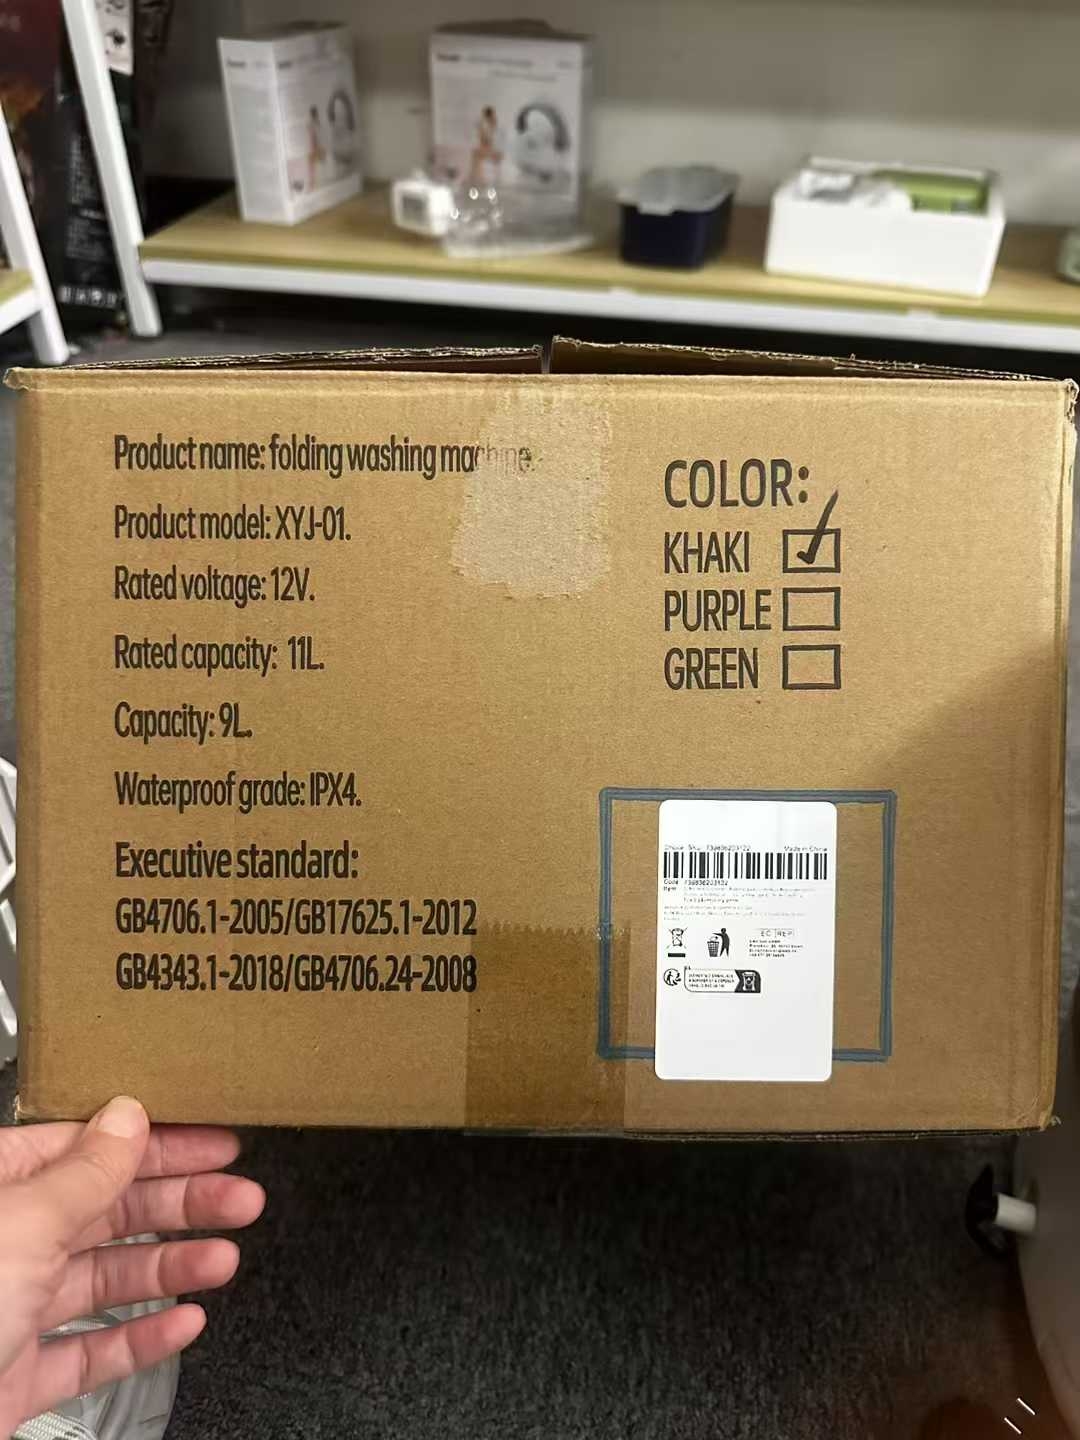 Product name: folding washing machine.
Product model: XYJ-01.
Rated voltage: 12V.
Rated capacity: 11L.
Capacity: 9L.
Waterproof grade: IPX4.
Executive standard:
GB4706.1-2005/GB17625.1-2012
GB4343.1-2018/GB4706.24-2008
COLOR:
KHAKI
PURPLE
GREEN
Made in China
EC REP